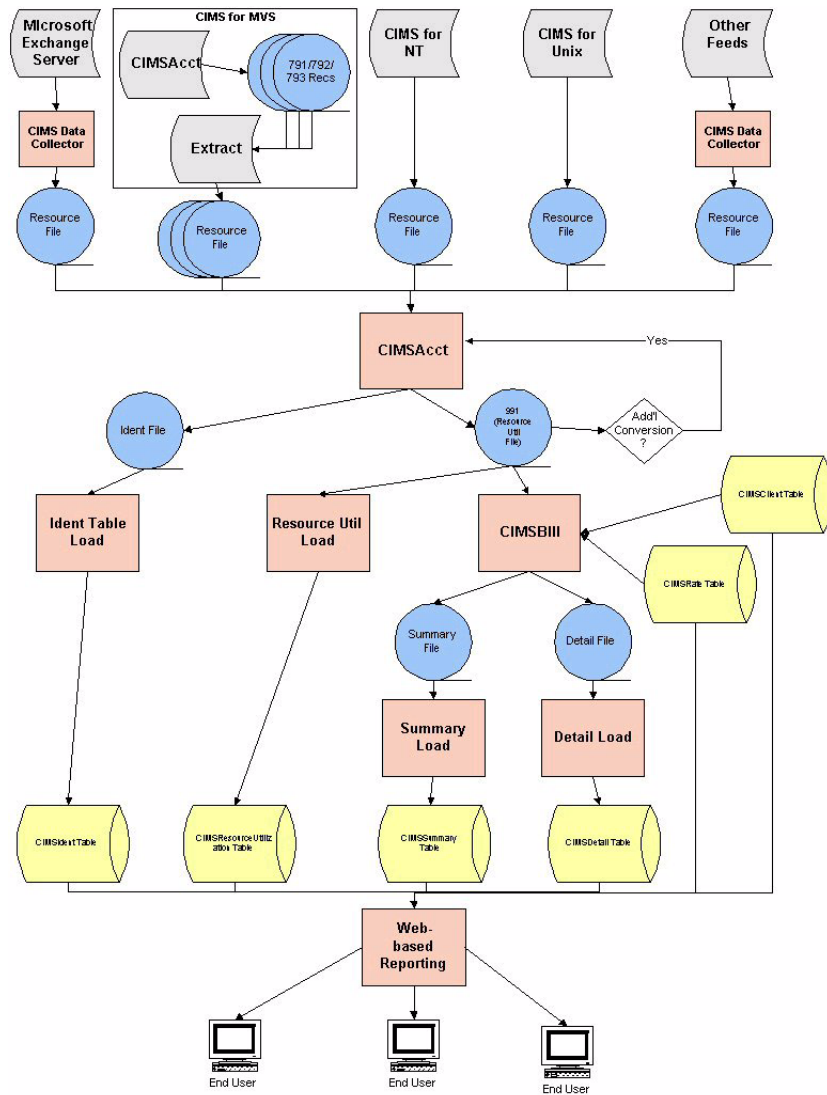 MIcrosoft
Exchange
Server
CIMS for MVS
CIMSAcct
791/792/
793 Recs
CIMS for
NT
CIMS for
Unix
Other
Feeds
CIMS Data
Collector
Extract
CIMS Data
Collector
Resource
File
Resource
File
Resource
File
Resource
File
Resource
File
CIMSAcct
Yes
Ident File
991
(Resource
Util
File)
Add'l
Conversion
?
Ident Table
Load
Resource Util
Load
CIMSBIll
CIMSClient Table
CIMSRate Table
Summary
File
Detail File
Summary
Load
Detail Load
CIMSIdent Table
CIMSResourceUtiliz
ation Table
CIMSSummary
Table
CIMSDetail Table
Web-
based
Reporting
End User
End User
End User